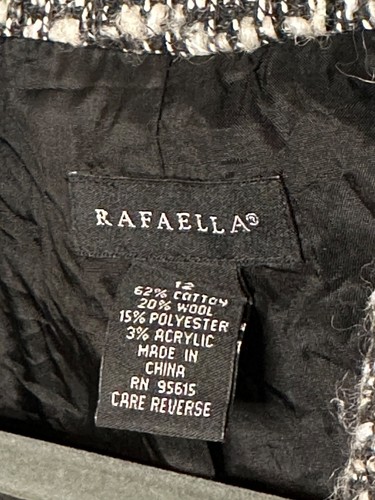 RAFAELLA®
12
62% COTTON
20% WOOL
15% POLYESTER
3% ACRYLIC
MADE IN
CHINA
RN 95615
CARE REVERSE